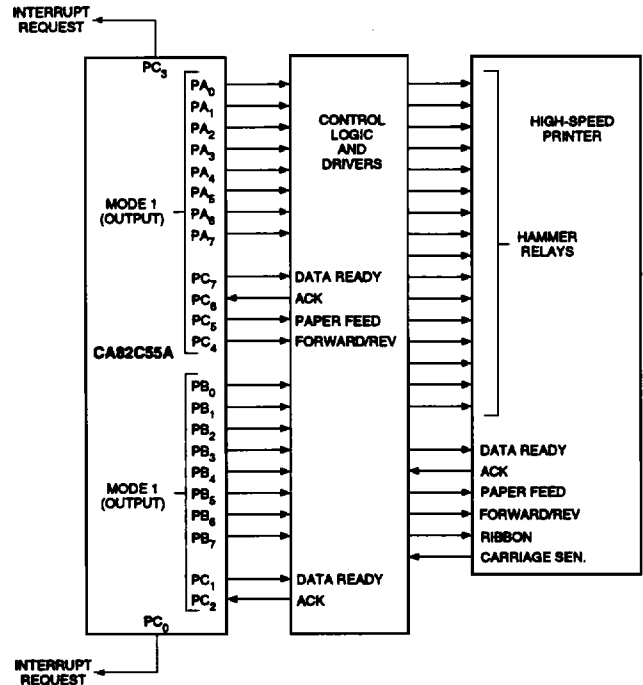 INTERRUPT
REQUEST
PC3
PA0
PA1
PA2
PA3
PA4
PA5
PA6
PA7
MODE 1
(OUTPUT)
PC7
PC6
PC5
PC4
CA82C55A
PB0
PB1
PB2
PB3
PB4
PB5
PB6
PB7
MODE 1
(OUTPUT)
PC1
PC2
PC0
INTERRUPT
REQUEST
CONTROL
LOGIC
AND
DRIVERS
DATA READY
ACK
PAPER FEED
FORWARD/REV
DATA READY
ACK
HIGH-SPEED
PRINTER
HAMMER
RELAYS
DATA READY
ACK
PAPER FEED
FORWARD/REV
RIBBON
CARRIAGE SEN.